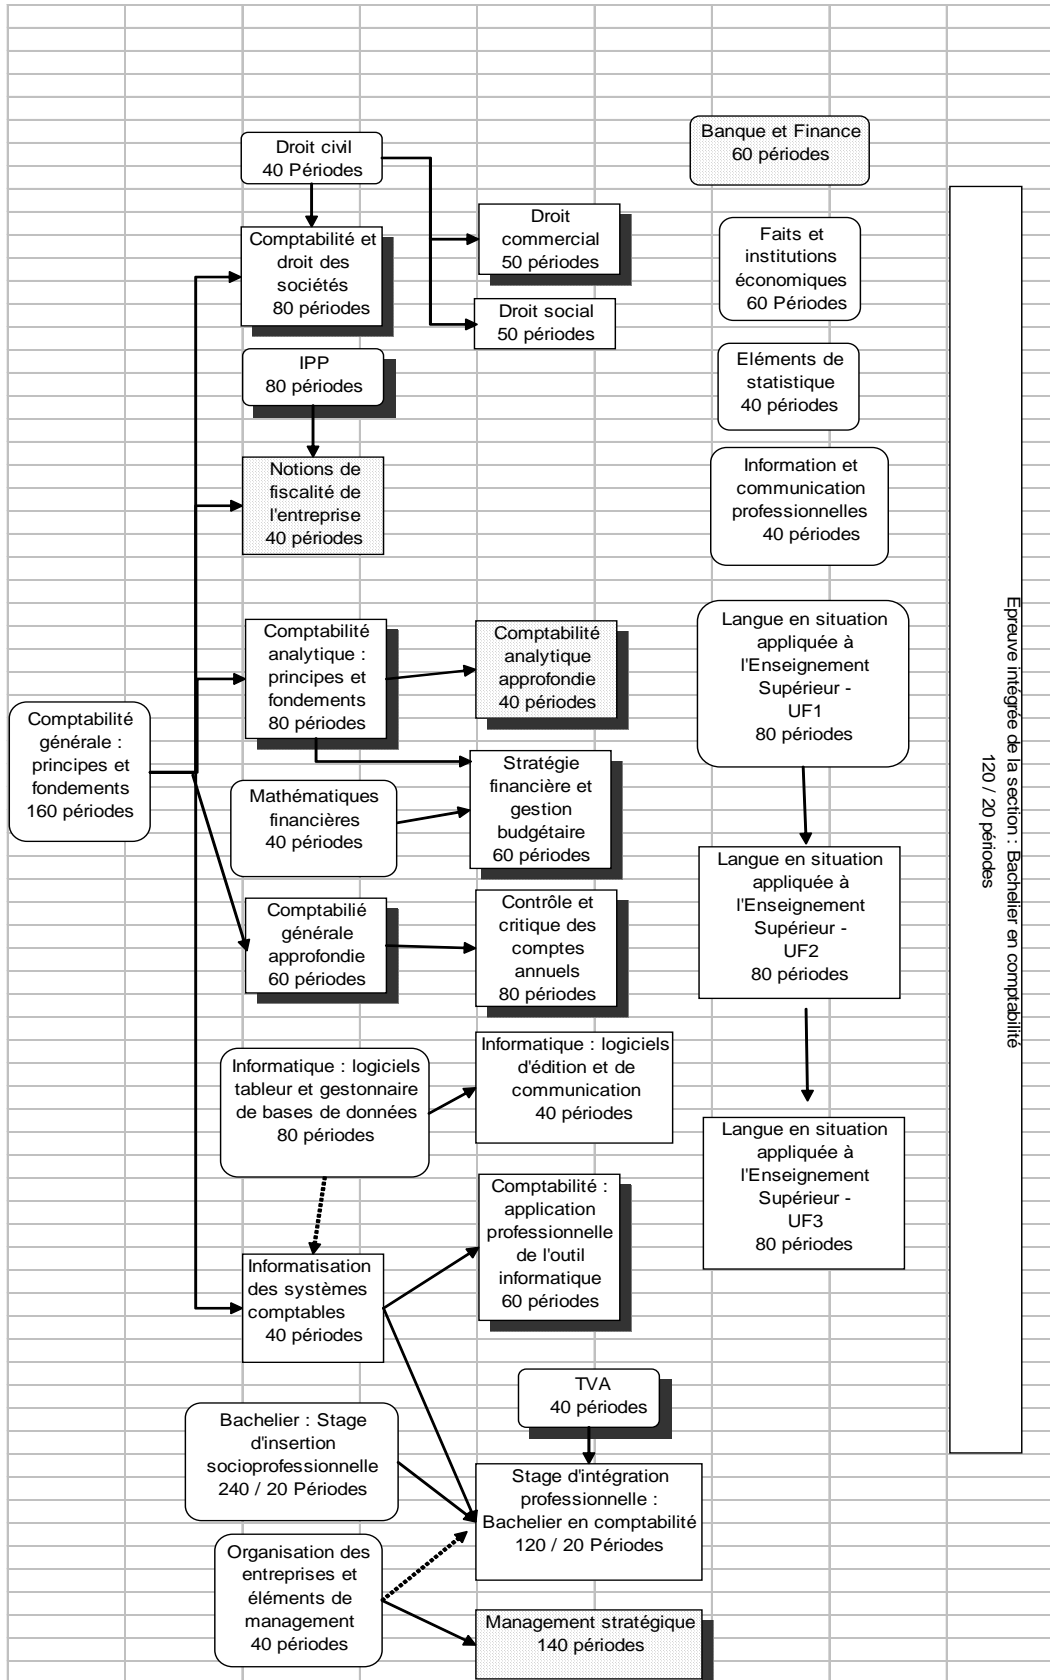 Droit civil
40 Périodes
Banque et Finance
60 périodes
Comptabilité et
droit des
sociétés
80 périodes
Droit
commercial
50 périodes
Faits et
institutions
économiques
60 Périodes
Droit social
50 périodes
IPP
80 périodes
Eléments de
statistique
40 périodes
Notions de
fiscalité de
l'entreprise
40 périodes
Information et
communication
professionnelles
40 périodes
Comptabilité
générale :
principes et
fondements
160 périodes
Comptabilité
analytique :
principes et
fondements
80 périodes
Comptabilité
analytique
approfondie
40 périodes
Langue en situation
appliquée à
l'Enseignement
Supérieur -
UF1
80 périodes
Mathématiques
financières
40 périodes
Stratégie
financière et
gestion
budgétaire
60 périodes
Comptabilié
générale
approfondie
60 périodes
Contrôle et
critique des
comptes
annuels
80 périodes
Langue en situation
appliquée à
l'Enseignement
Supérieur -
UF2
80 périodes
Informatique : logiciels
tableur et gestonnaire
de bases de données
80 périodes
Informatique : logiciels
d'édition et de
communication
40 périodes
Langue en situation
appliquée à
l'Enseignement
Supérieur -
UF3
80 périodes
Informatisation
des systèmes
comptables
40 périodes
Comptabilité :
application
professionnelle
de l'outil
informatique
60 périodes
TVA
40 périodes
Bachelier : Stage
d'insertion
socioprofessionnelle
240 / 20 Périodes
Stage d'intégration
professionnelle :
Bachelier en comptabilité
120 / 20 Périodes
Organisation des
entreprises et
éléments de
management
40 périodes
Management stratégique
140 périodes
Epreuve intégrée de la section : Bachelier en comptabilité
120 / 20 périodes